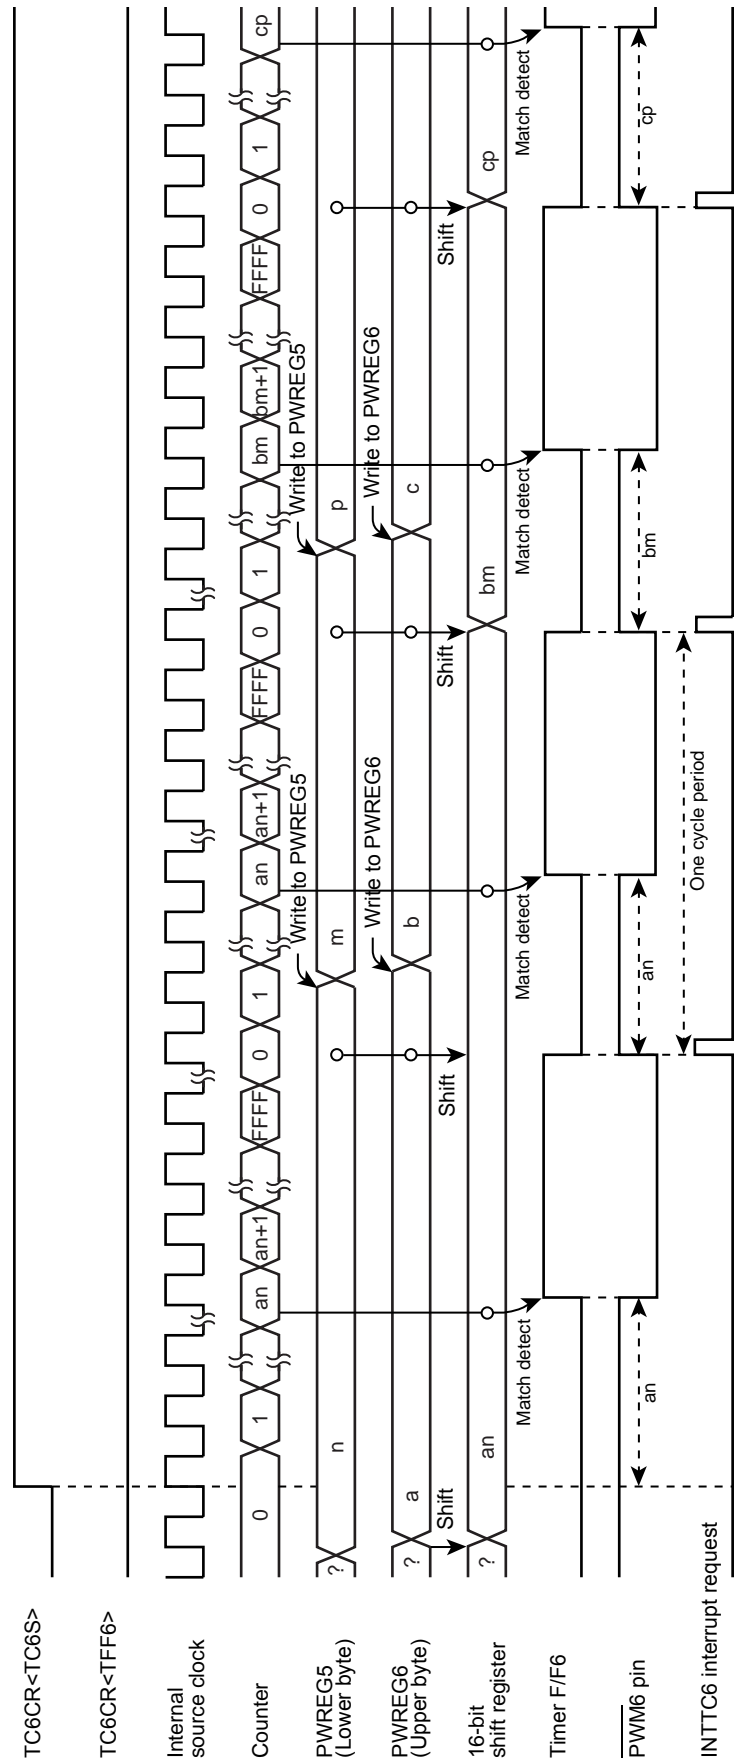 TC6CR<TC6S>
TC6CR<TFF6>
Internal
source clock
Counter
0 1 an an+1 FFFF 0 1 an an+1 FFFF 0 1 bm bm+1 FFFF 0 1 cp
Write to PWREG5
Write to PWREG5
PWREG5
(Lower byte)
? n m p
Write to PWREG6
Write to PWREG6
PWREG6
(Upper byte)
? a b c
Shift
Shift
Shift
Shift
16-bit
shift register
? an bm cp
Match detect
Match detect
Match detect
Match detect
Timer F/F6
PWM6 pin
an an bm cp
One cycle period
INTTC6 interrupt request